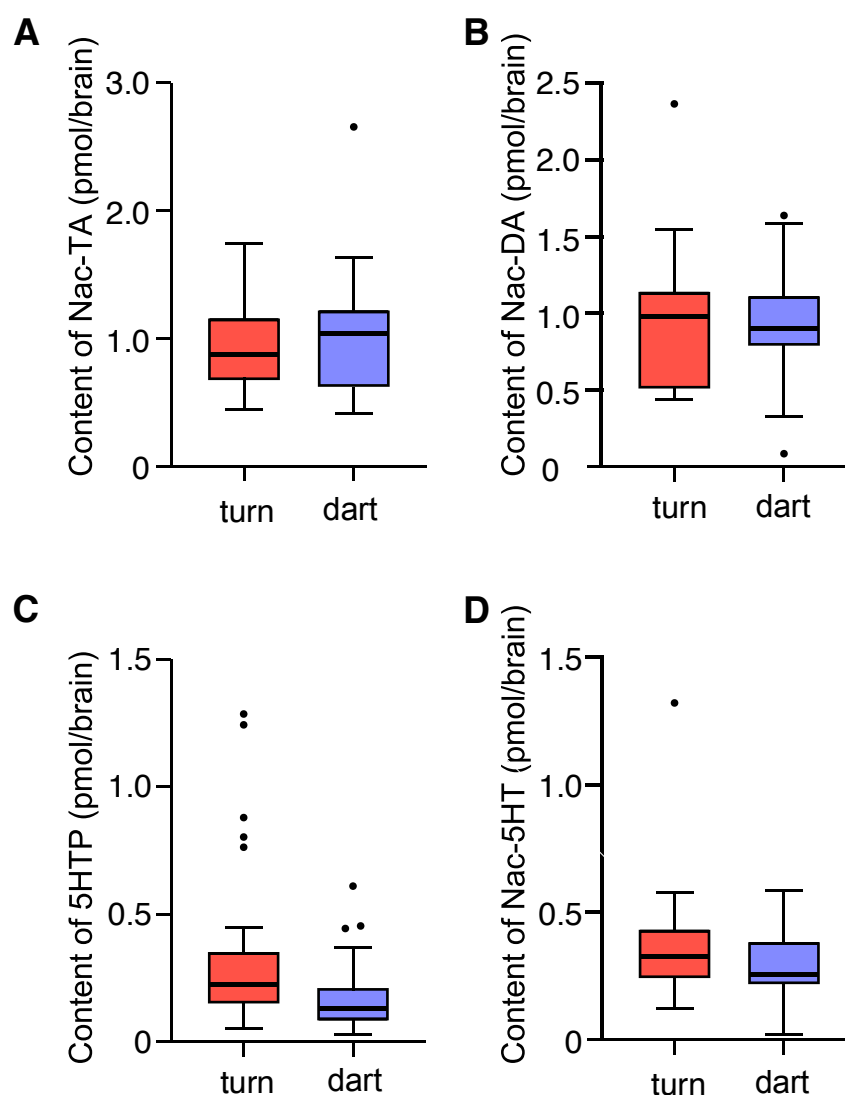 A
Content of Nac-TA (pmol/brain)
3.0
2.0
1.0
0
turn
dart
B
Content of Nac-DA (pmol/brain)
2.5
2.0
1.5
1.0
0.5
0
turn
dart
C
Content of 5HTP (pmol/brain)
1.5
1.0
0.5
0
turn
dart
D
Content of Nac-5HT (pmol/brain)
1.5
1.0
0.5
0
turn
dart